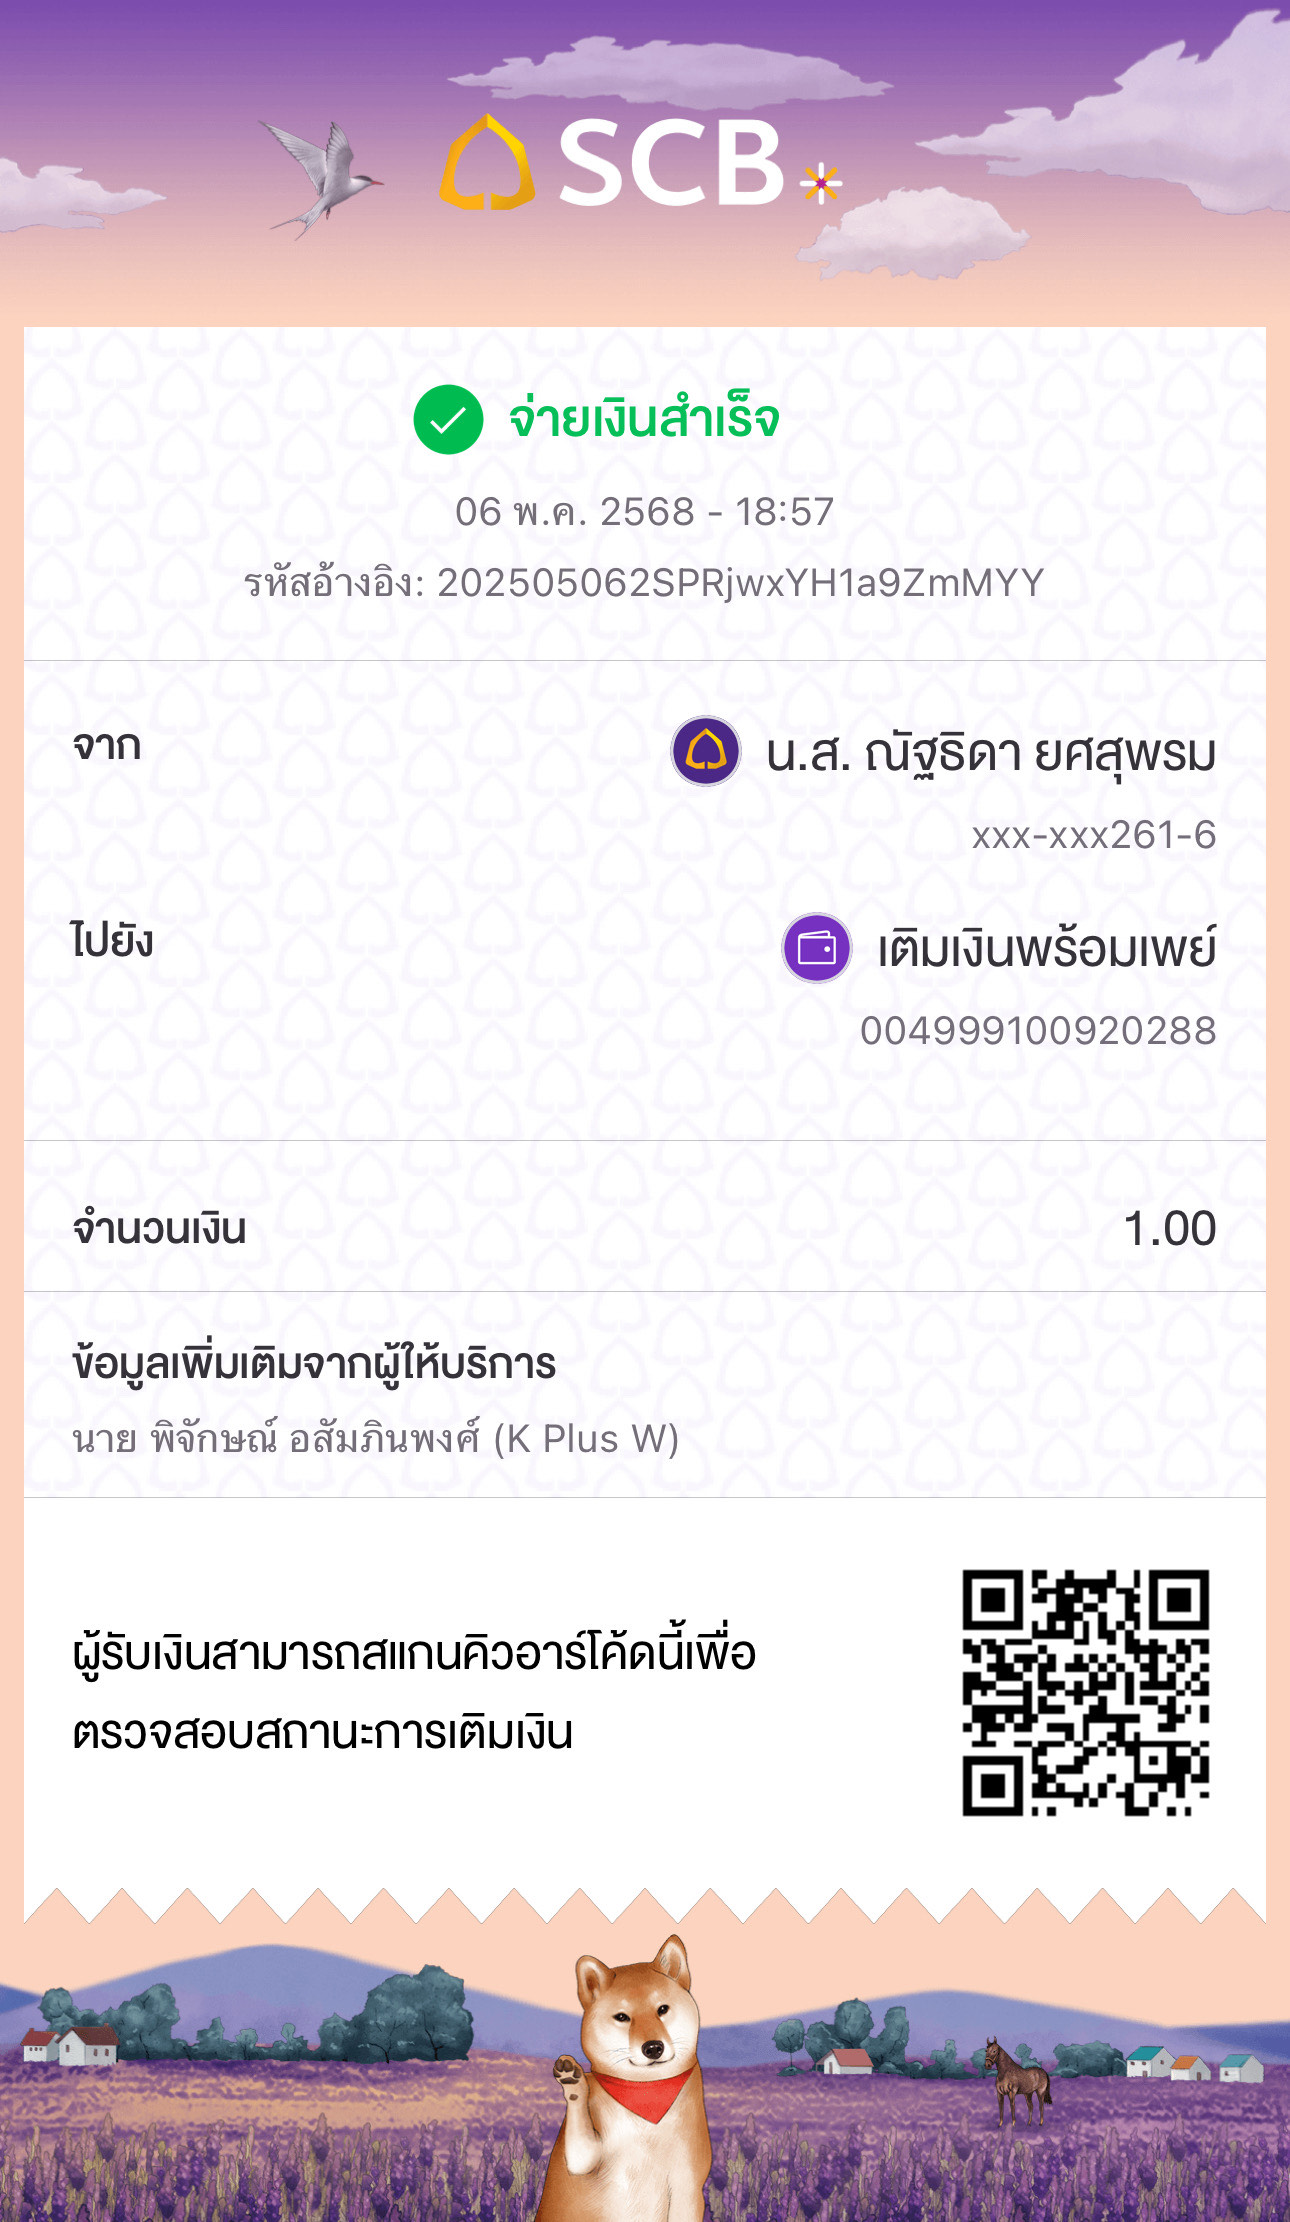 SCB
จ่ายเงินสำเร็จ
06 พ.ค. 2568 - 18:57
รหัสอ้างอิง: 202505062SPRjwxYH1a9ZmMYY
จาก
น.ส. ณัฐธิดา ยศสุพรม
xxx-xxx261-6
ไปยัง
เติมเงินพร้อมเพย์
004999100920288
จำนวนเงิน 1.00
ข้อมูลเพิ่มเติมจากผู้ให้บริการ
นาย พิจักษณ์ อสัมภินพงศ์ (K Plus W)
ผู้รับเงินสามารถสแกนคิวอาร์โค้ดนี้เพื่อ
ตรวจสอบสถานะการเติมเงิน